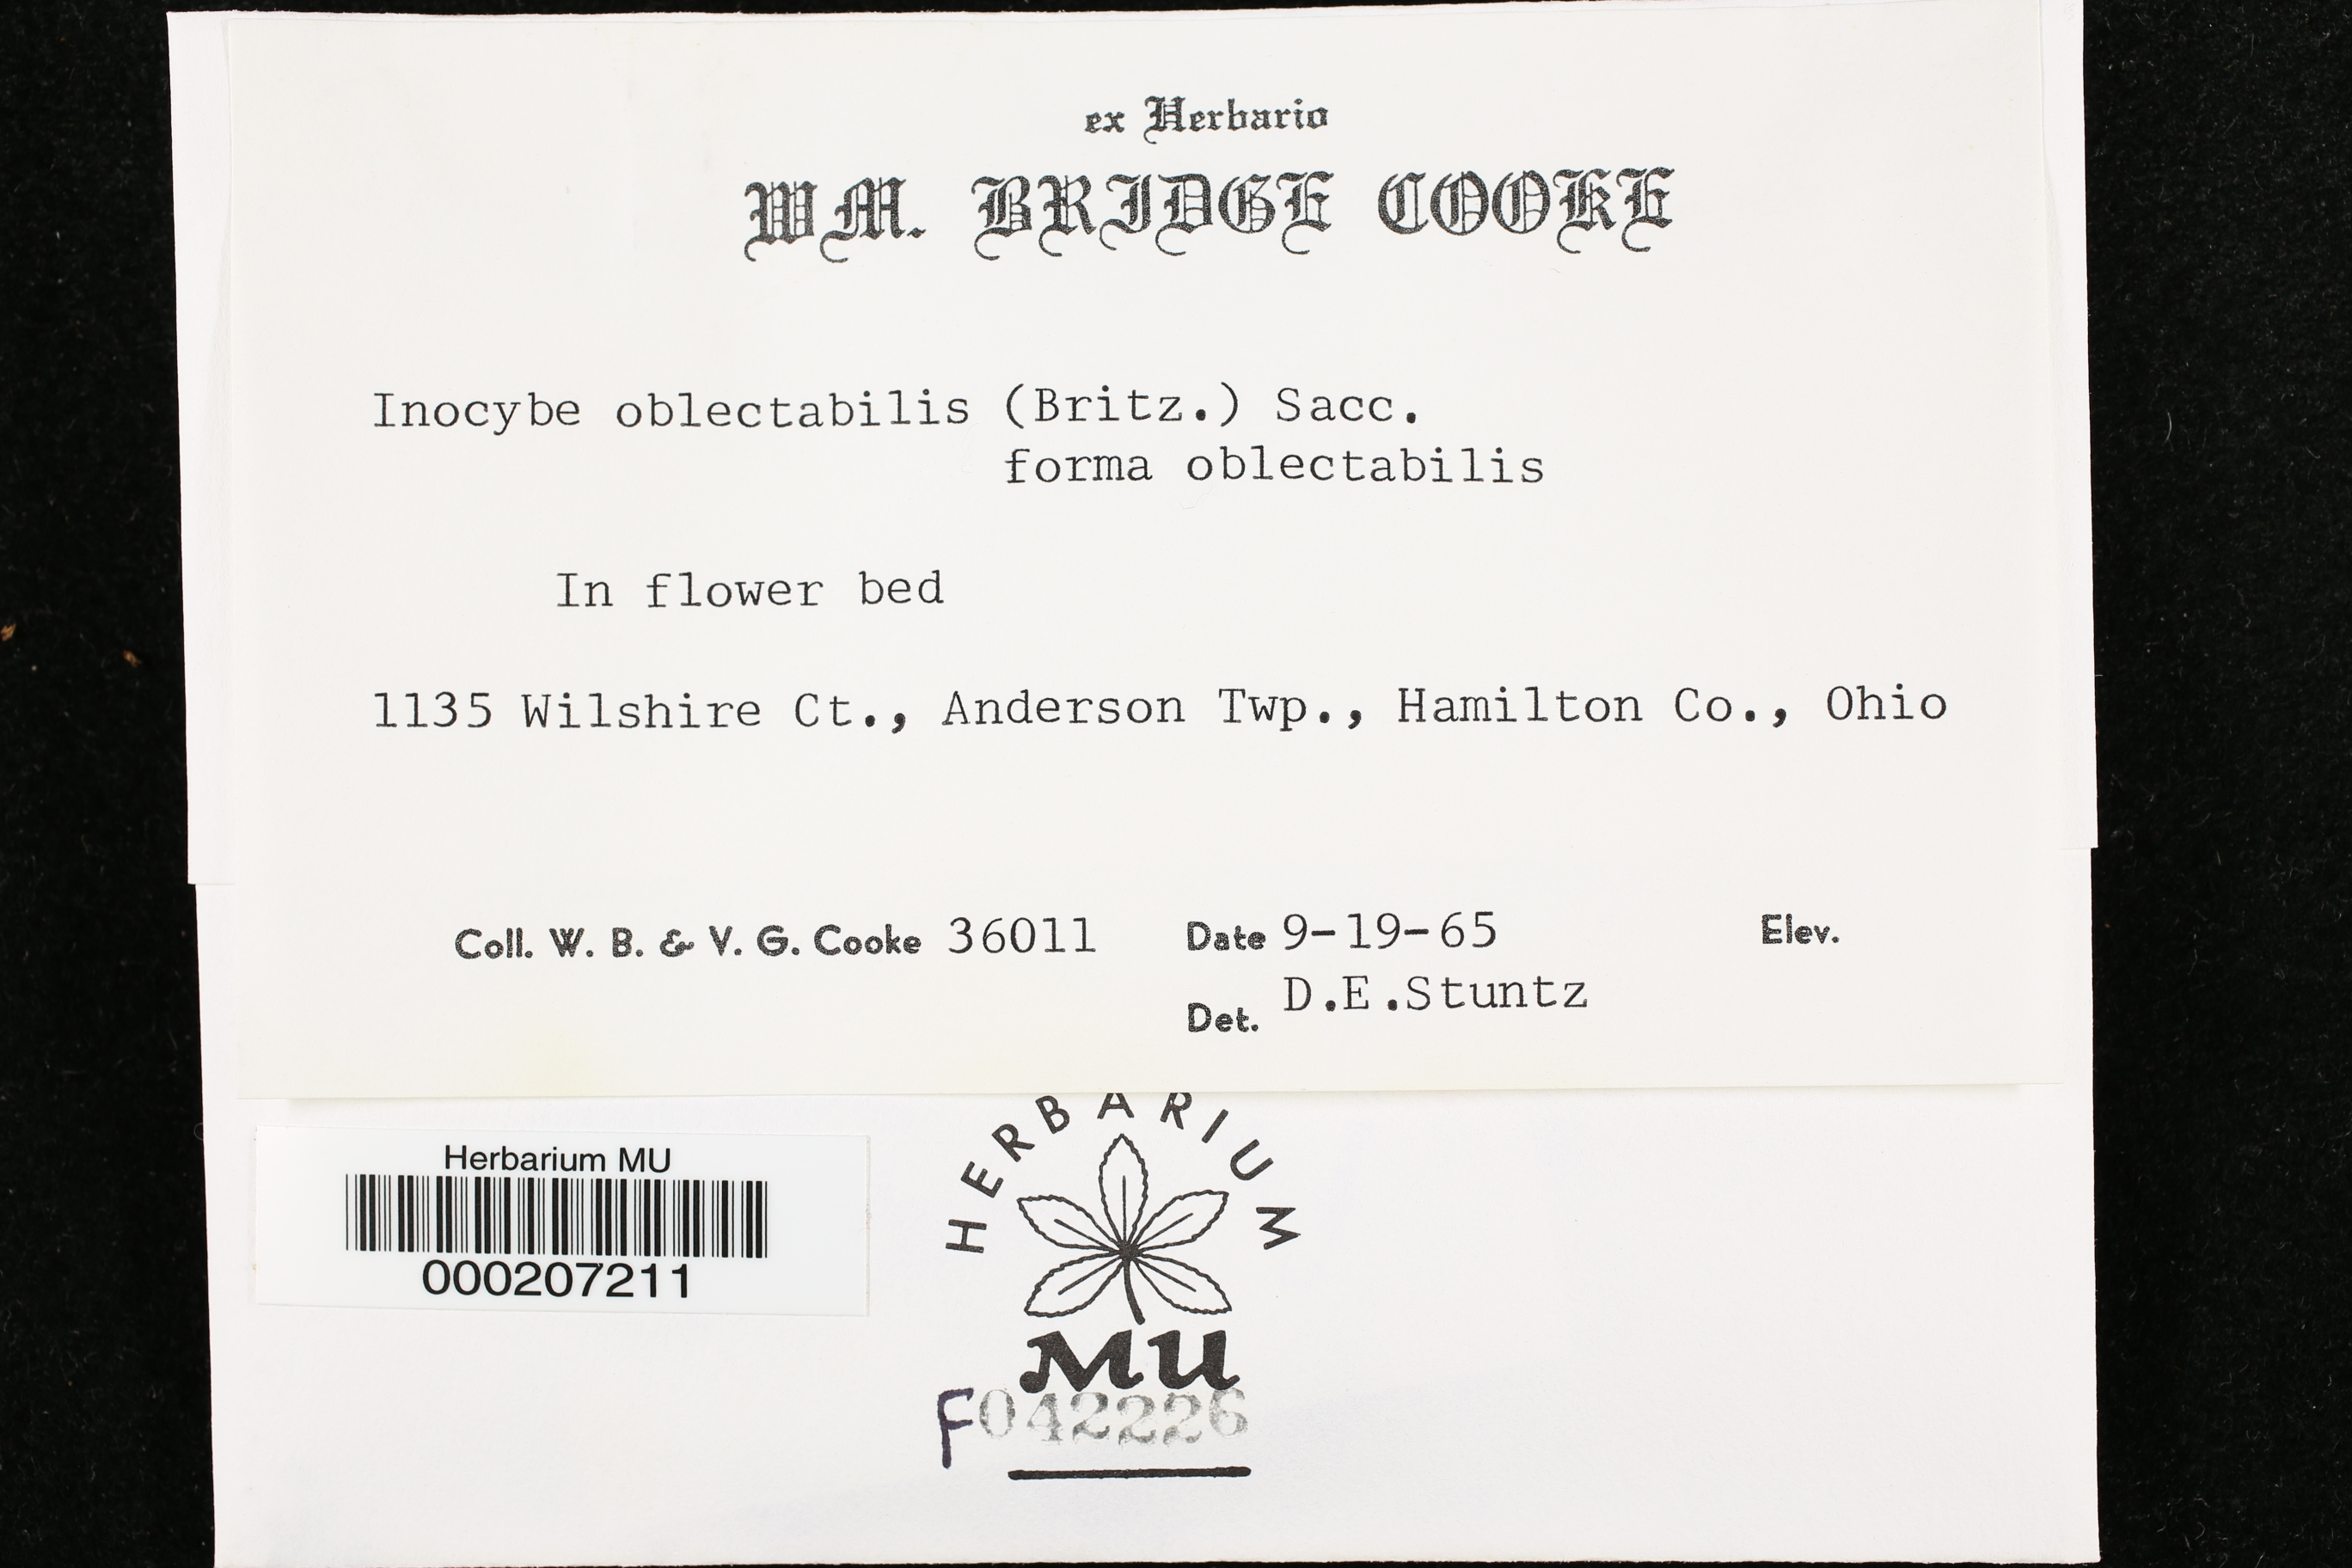 ex Herbario
WM. BRIDGE COOKE
Inocybe oblectabilis (Britz.) Sacc.
forma oblectabilis
In flower bed
1135 Wilshire Ct., Anderson Twp., Hamilton Co., Ohio
Coll. W. B. & V. G. Cooke 36011 Date 9-19-65 Elev.
Det. D.E.Stuntz
Herbarium MU
000207211
HERBARIUM
MU
F042226